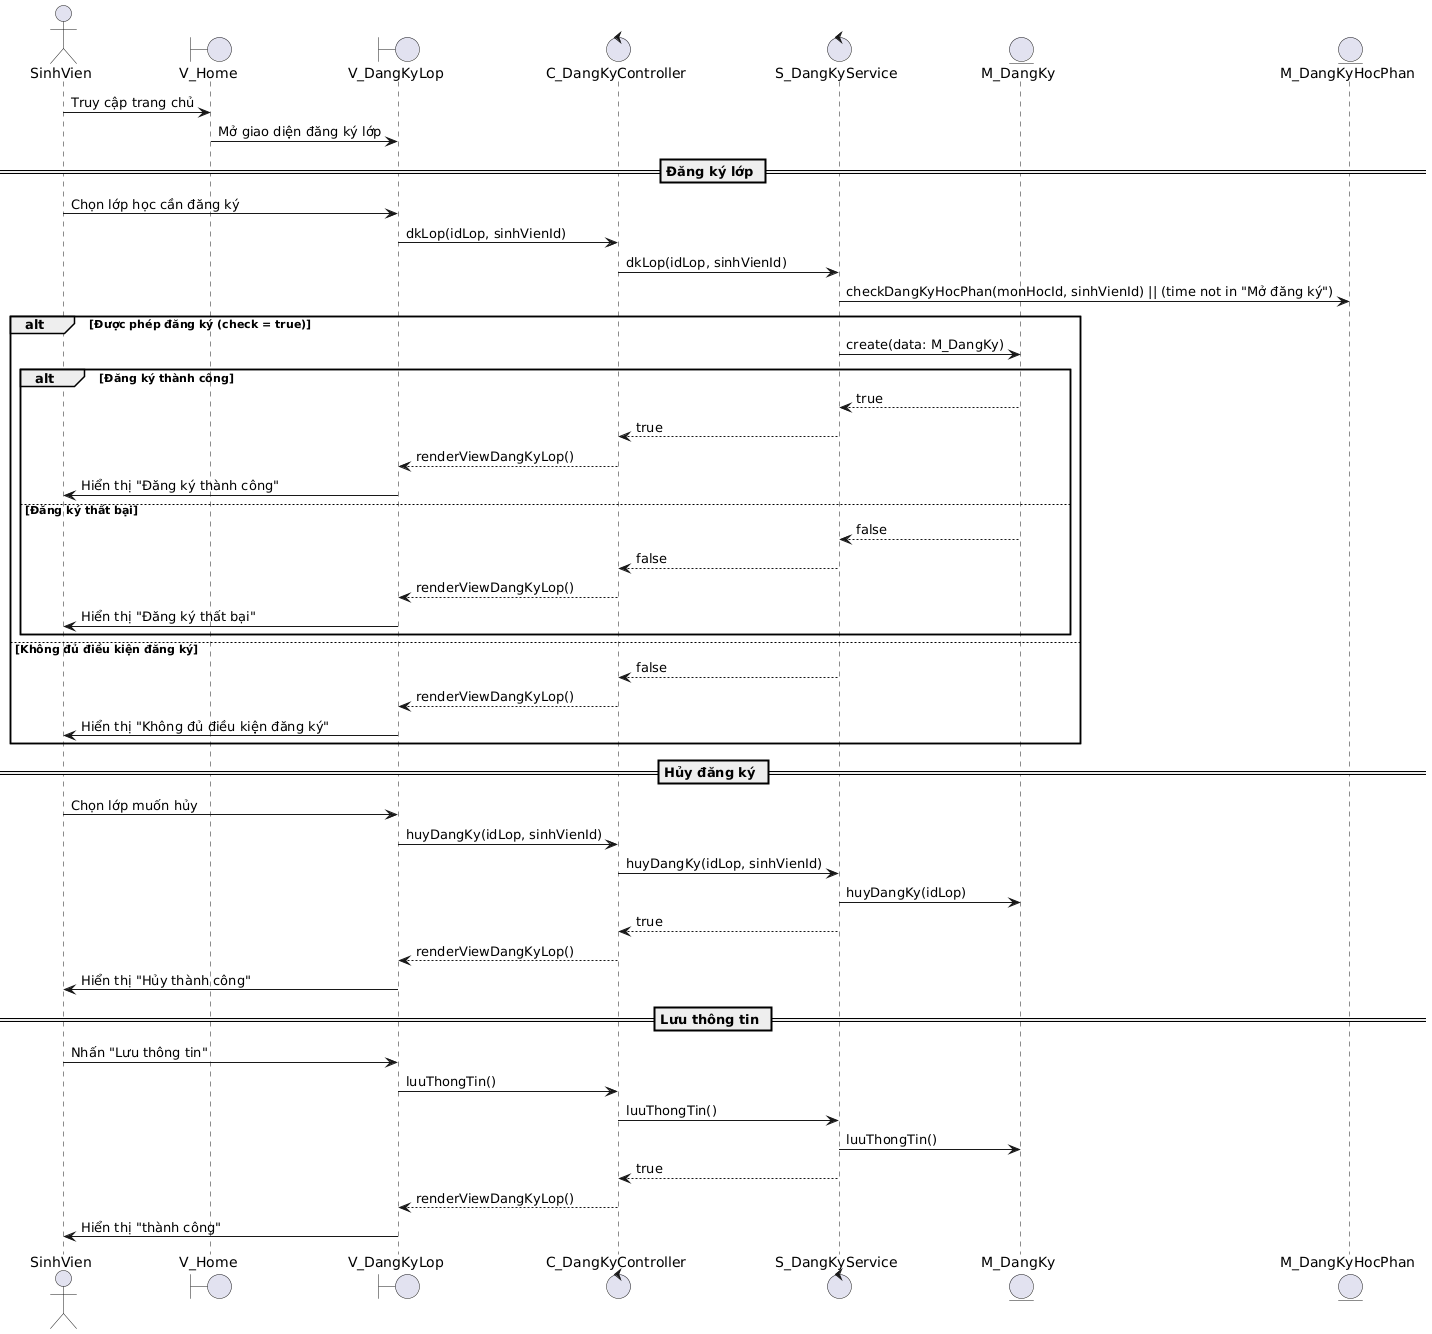 SinhVien V_Home V_DangKyLop C_DangKyController S_DangKyService M_DangKy M_DangKyHocPhan
Truy cập trang chủ
Mở giao diện đăng ký lớp
Đăng ký lớp
Chọn lớp học cần đăng ký
dkLop(idLop, sinhVienId)
dkLop(idLop, sinhVienId)
checkDangKyHocPhan(monHocId, sinhVienId) || (time not in "Mở đăng ký")
alt [Được phép đăng ký (check = true)]
create(data: M_DangKy)
alt [Đăng ký thành công]
true
true
renderViewDangKyLop()
Hiển thị "Đăng ký thành công"
[Đăng ký thất bại]
false
false
renderViewDangKyLop()
Hiển thị "Đăng ký thất bại"
[Không đủ điều kiện đăng ký]
false
renderViewDangKyLop()
Hiển thị "Không đủ điều kiện đăng ký"
Hủy đăng ký
Chọn lớp muốn hủy
huyDangKy(idLop, sinhVienId)
huyDangKy(idLop, sinhVienId)
huyDangKy(idLop)
true
renderViewDangKyLop()
Hiển thị "Hủy thành công"
Lưu thông tin
Nhấn "Lưu thông tin"
luuThongTin()
luuThongTin()
luuThongTin()
true
renderViewDangKyLop()
Hiển thị "thành công"
SinhVien V_Home V_DangKyLop C_DangKyController S_DangKyService M_DangKy M_DangKyHocPhan